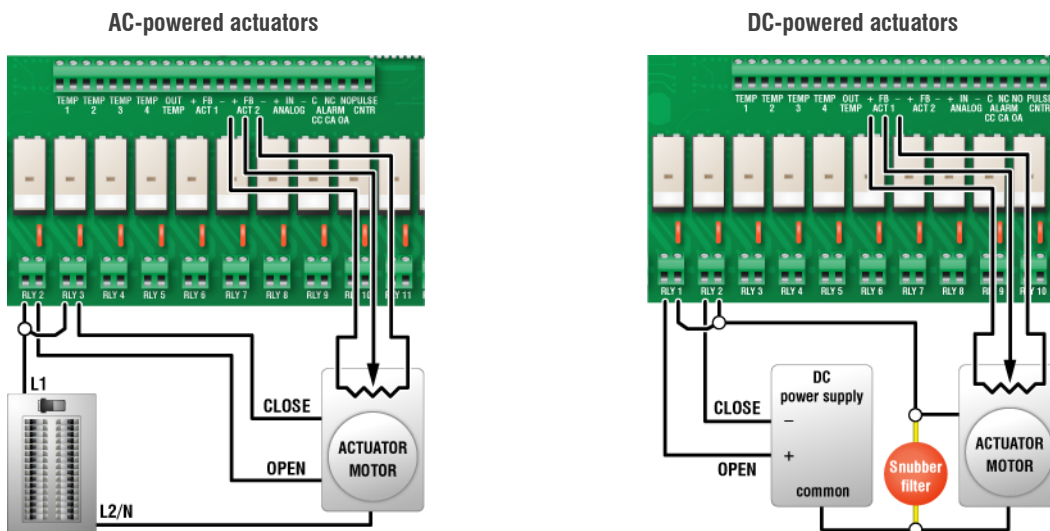 AC-powered actuators
TEMP TEMP TEMP TEMP OUT + FB - + FB - + IN - C NC NO PULSE
1 2 3 4 TEMP ACT 1 ACT 2 ANALOG ALARM CNTR
CC CA OA
RLY 2 RLY 3 RLY 4 RLY 5 RLY 6 RLY 7 RLY 8 RLY 9 RLY 10 RLY 11
L1
CLOSE
OPEN
ACTUATOR
MOTOR
L2/N
DC-powered actuators
TEMP TEMP TEMP TEMP OUT + FB - + FB - + IN - C NC NO PULSE
1 2 3 4 TEMP ACT 1 ACT 2 ANALOG ALARM CNTR
CC CA OA
RLY 1 RLY 2 RLY 3 RLY 4 RLY 5 RLY 6 RLY 7 RLY 8 RLY 9 RLY 10
DC
power supply
CLOSE
-
+
OPEN
common
Snubber
filter
ACTUATOR
MOTOR